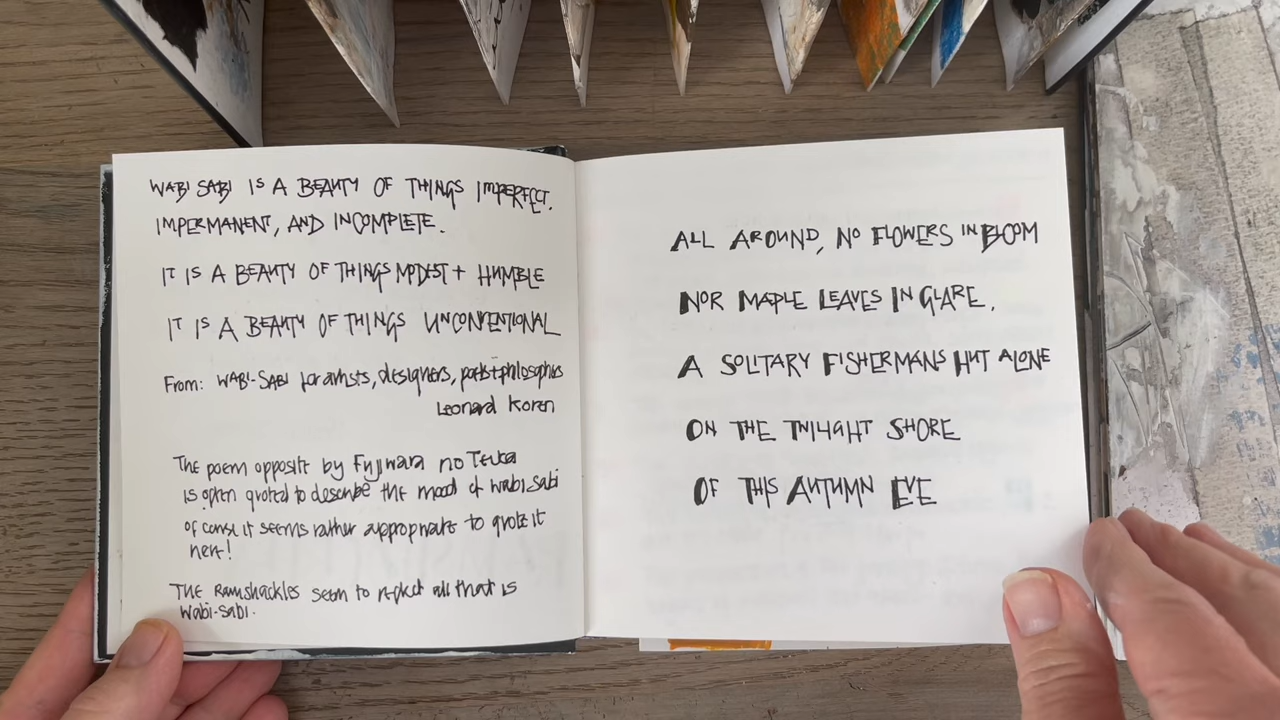 WABI SABI IS A BEAUTY OF THINGS IMPERFECT.
IMPERMANENT, AND INCOMPLETE.
IT IS A BEAUTY OF THINGS MODEST + HUMBLE
IT IS A BEAUTY OF THINGS UNCONVENTIONAL
From: WABI-SABI for artists, designers, poets + philosophers
Leonard Koren
The poem opposite by Fujiwara no Teika
is often quoted to describe the mood of wabi-sabi
of course it seems rather appropriate to quote it
here!
THE Ramshackles seem to reflect all that is
Wabi-Sabi.
ALL AROUND, NO FLOWERS IN BLOOM
NOR MAPLE LEAVES IN GLARE,
A SOLITARY FISHERMANS HUT ALONE
ON THE TWILIGHT SHORE
OF THIS AUTUMN EVE